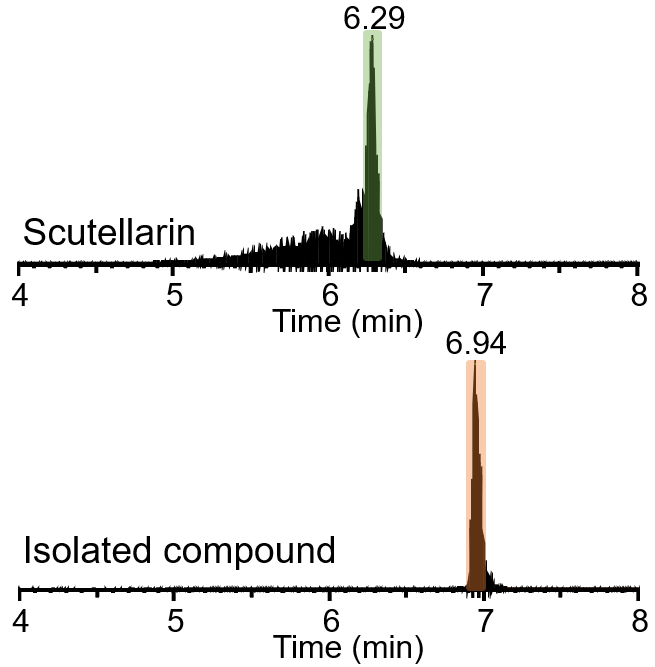 6.29
Scutellarin
4 5 6 7 8
Time (min)
6.94
Isolated compound
4 5 6 7 8
Time (min)